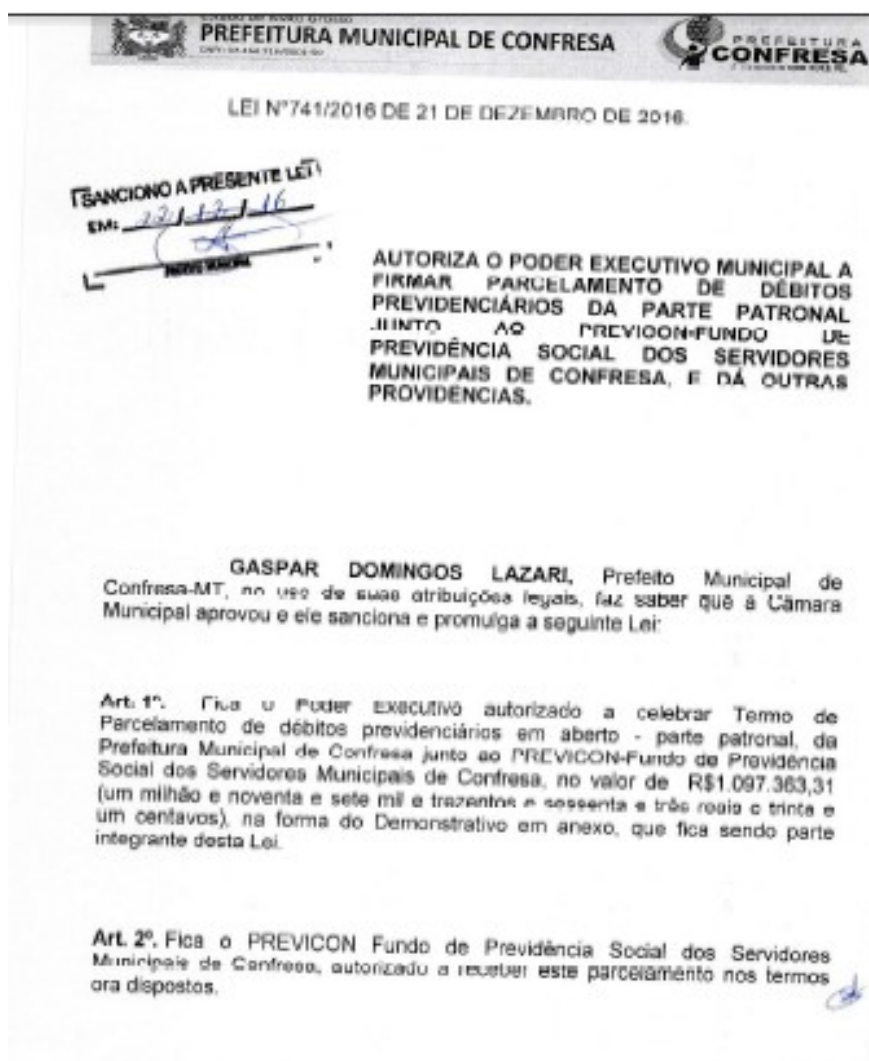 PREFEITURA MUNICIPAL DE CONFRESA
PREFEITURA
CONFRESA
LEI N°741/2016 DE 21 DE DEZEMBRO DE 2016.
SANCIONO A PRESENTE LEI
EM: 22/12/16
AUTORIZA O PODER EXECUTIVO MUNICIPAL A
FIRMAR PARCELAMENTO DE DÉBITOS
PREVIDENCIÁRIOS DA PARTE PATRONAL
JUNTO AO PREVICON-FUNDO DE
PREVIDÊNCIA SOCIAL DOS SERVIDORES
MUNICIPAIS DE CONFRESA, E DÁ OUTRAS
PROVIDENCIAS.
GASPAR DOMINGOS LAZARI, Prefeito Municipal de
Confresa-MT, no uso de suas atribuições legais, faz saber que a Câmara
Municipal aprovou e ele sanciona e promulga a seguinte Lei:
Art. 1º. Fica o Poder Executivo autorizado a celebrar Termo de
Parcelamento de débitos previdenciários em aberto - parte patronal, da
Prefeitura Municipal de Confresa junto ao PREVICON-Fundo de Previdência
Social dos Servidores Municipais de Confresa, no valor de R$1.097.363,31
(um milhão e noventa e sete mil e trezentos e sessenta e três reais e trinta e
um centavos), na forma do Demonstrativo em anexo, que fica sendo parte
integrante desta Lei.
Art. 2º. Fica o PREVICON Fundo de Previdência Social dos Servidores
Municipais de Confresa, autorizado a receber este parcelamento nos termos
ora dispostos.